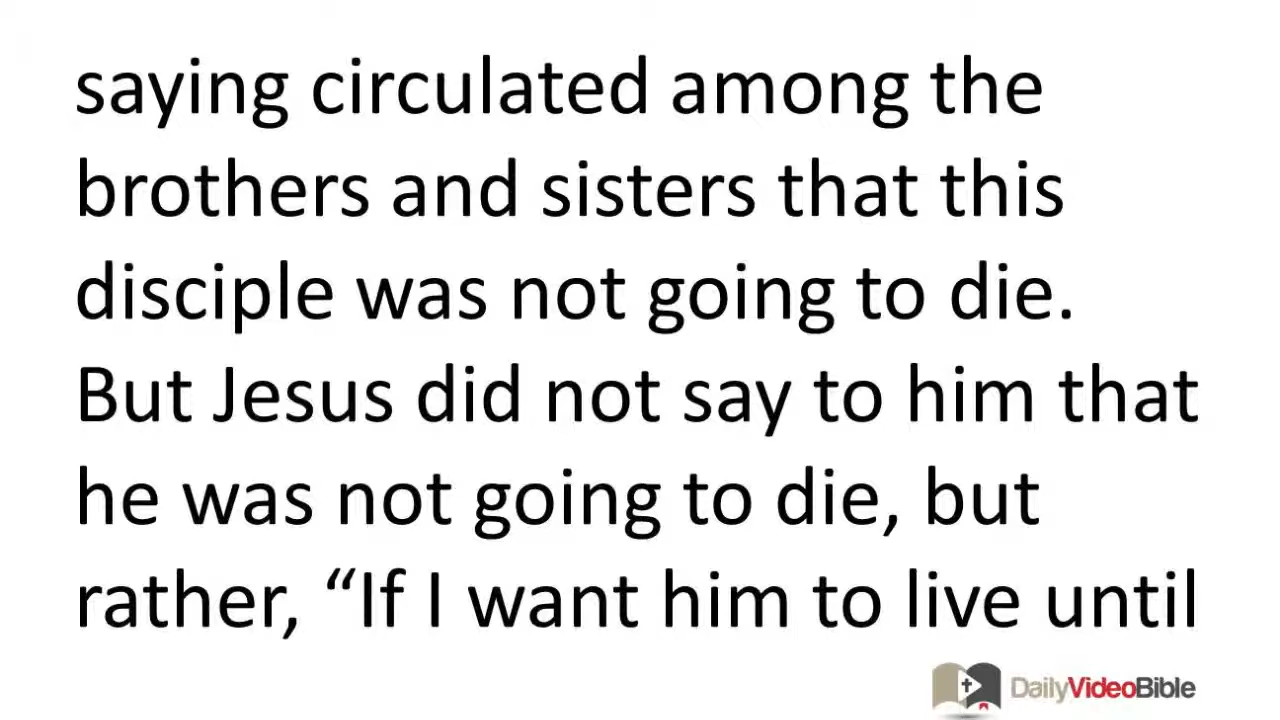 saying circulated among the
brothers and sisters that this
disciple was not going to die.
But Jesus did not say to him that
he was not going to die, but
rather, “If I want him to live until
DailyVideoBible